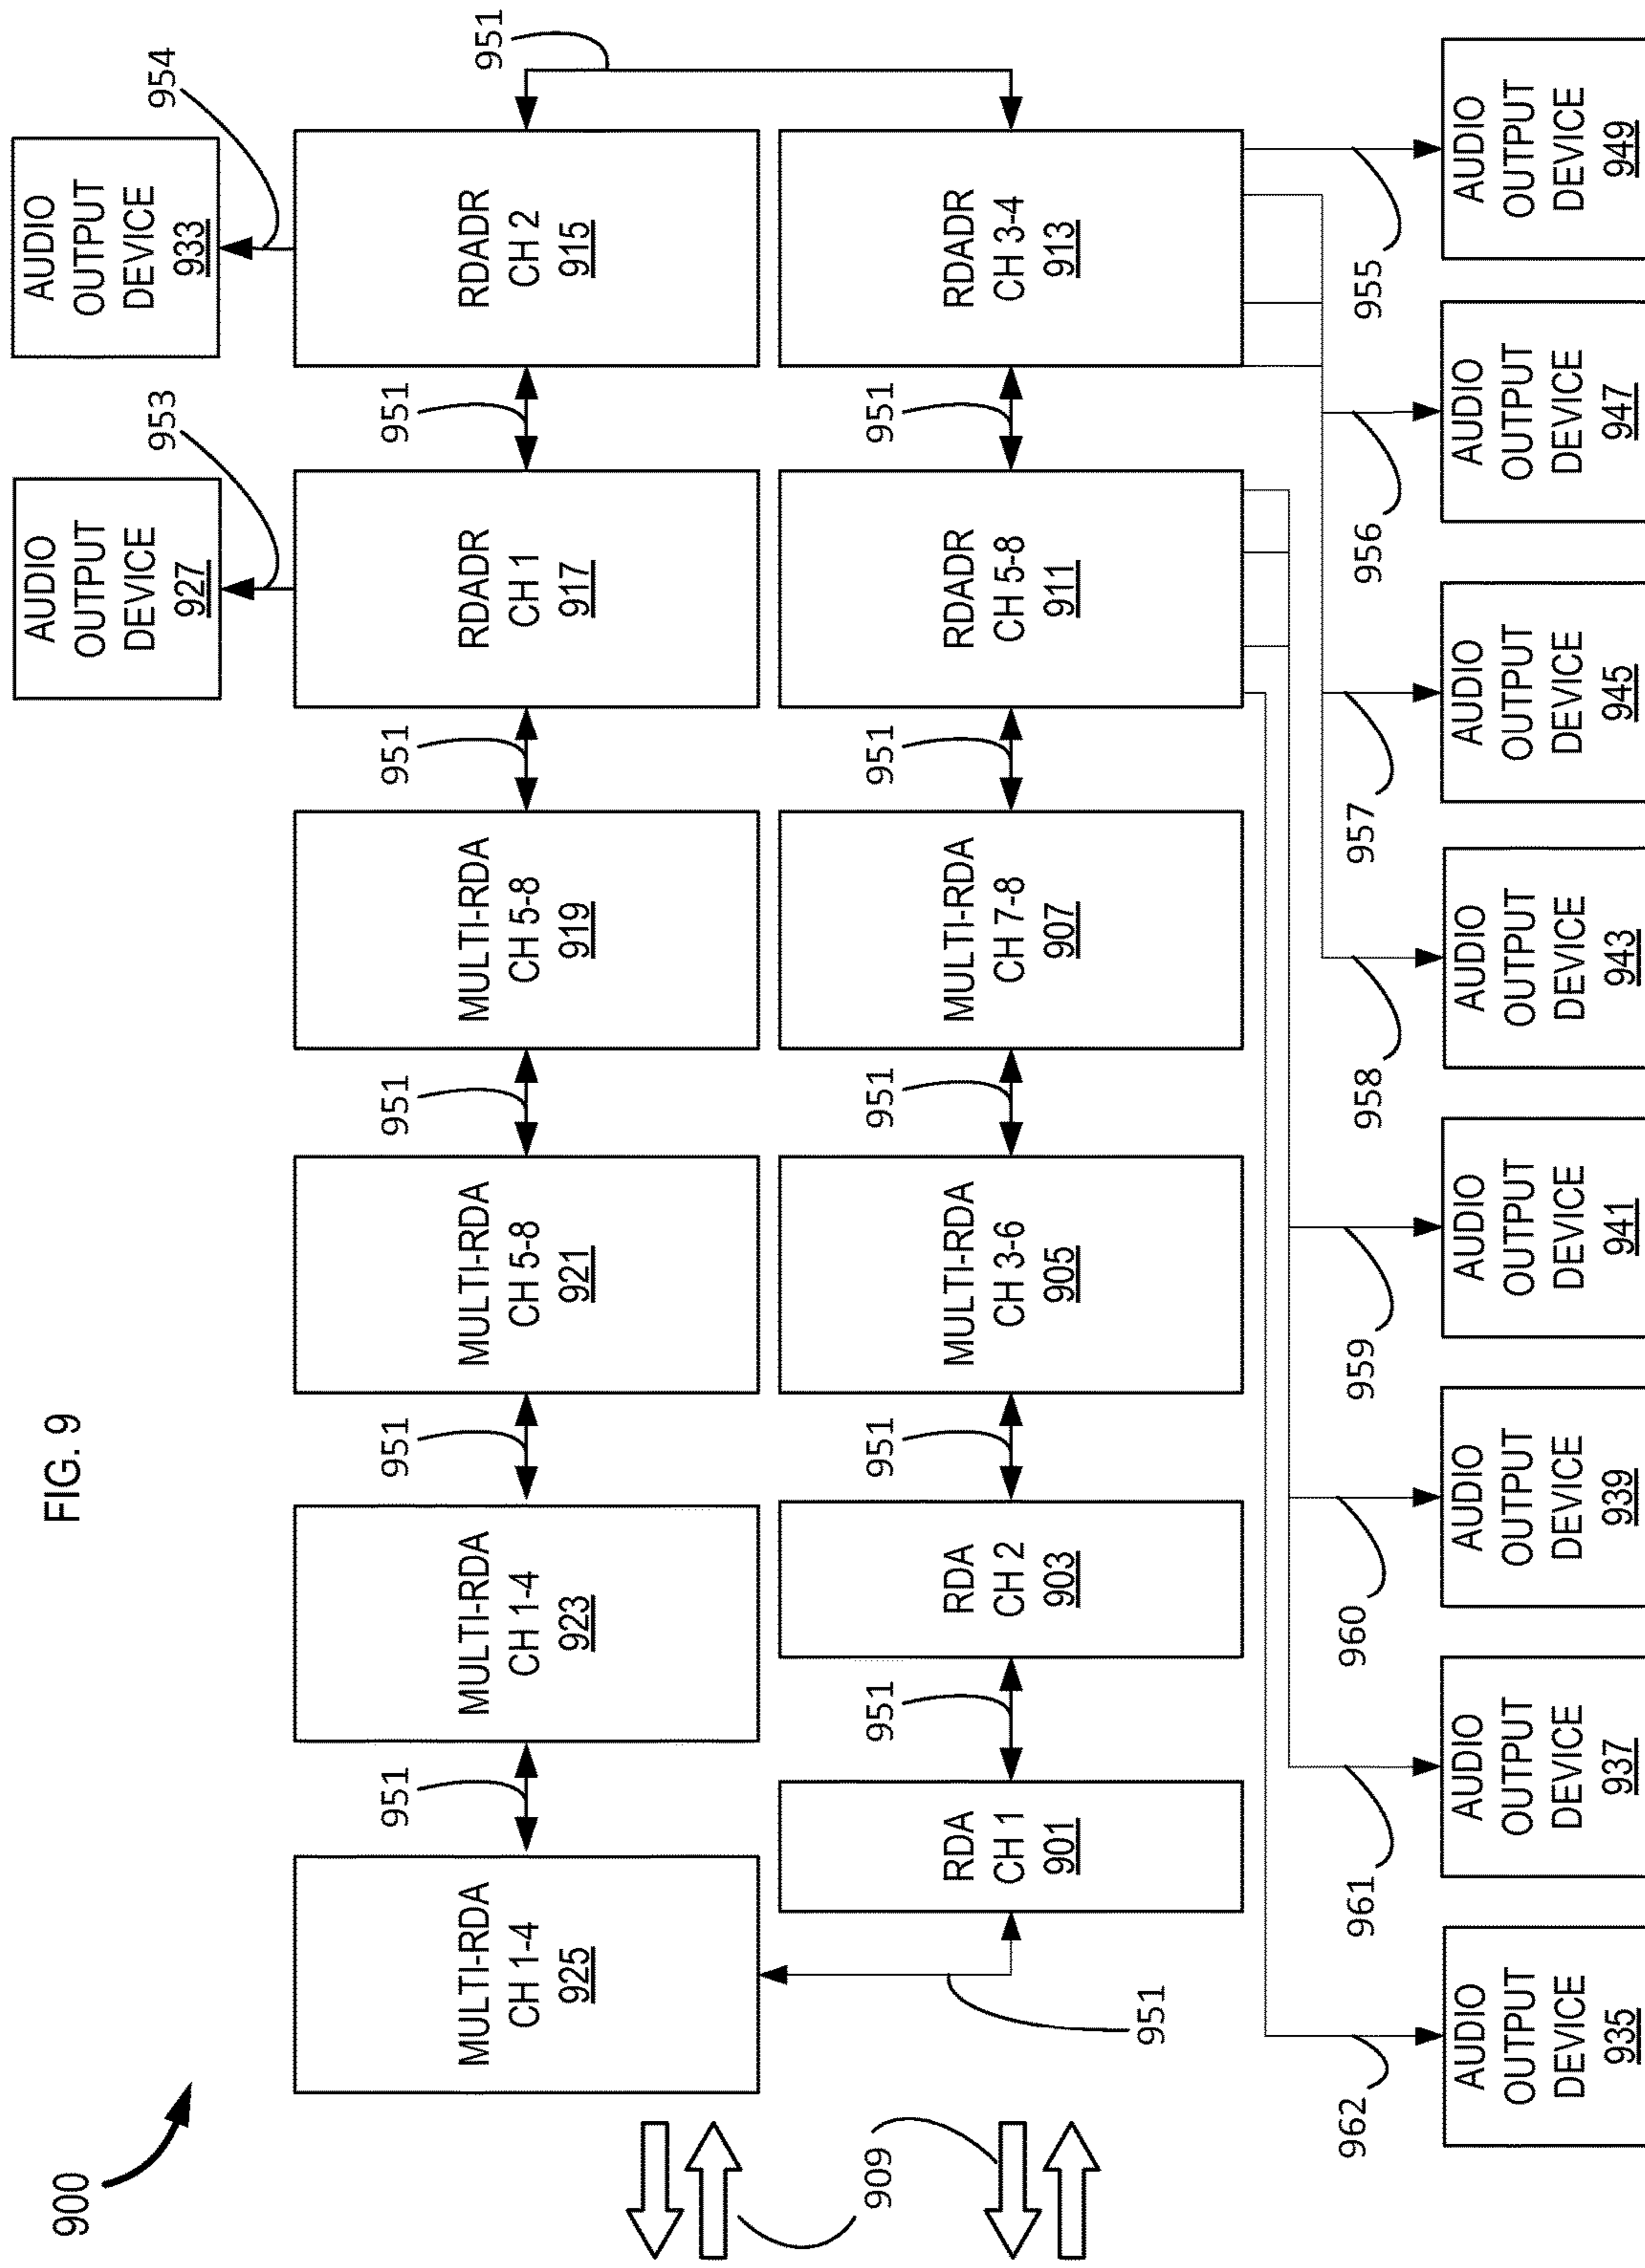 FIG. 9
900
AUDIO
OUTPUT
DEVICE
927
AUDIO
OUTPUT
DEVICE
933
953
954
MULTI-RDA
CH 1-4
925
951
MULTI-RDA
CH 1-4
923
951
MULTI-RDA
CH 5-8
921
951
MULTI-RDA
CH 5-8
919
951
RDADR
CH 1
917
951
RDADR
CH 2
915
951
909
951
RDA
CH 1
901
951
RDA
CH 2
903
951
MULTI-RDA
CH 3-6
905
951
MULTI-RDA
CH 7-8
907
951
RDADR
CH 5-8
911
951
RDADR
CH 3-4
913
962
961
960
959
958
957
956
955
AUDIO
OUTPUT
DEVICE
935
AUDIO
OUTPUT
DEVICE
937
AUDIO
OUTPUT
DEVICE
939
AUDIO
OUTPUT
DEVICE
941
AUDIO
OUTPUT
DEVICE
943
AUDIO
OUTPUT
DEVICE
945
AUDIO
OUTPUT
DEVICE
947
AUDIO
OUTPUT
DEVICE
949